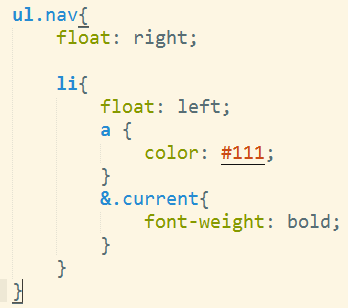 ul.nav{
    float: right;

    li{
        float: left;
        a {
            color: #111;
        }
        &.current{
            font-weight: bold;
        }
    }
}